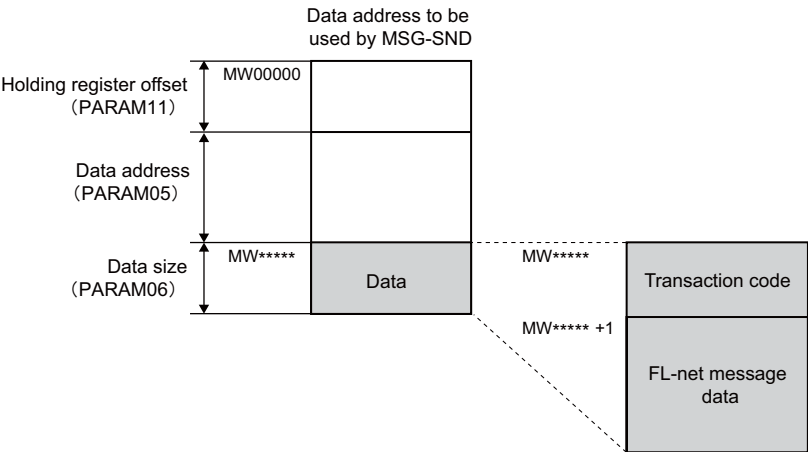 Data address to be
used by MSG-SND
Holding register offset
（PARAM11）
MW00000
Data address
（PARAM05）
Data size
（PARAM06）
MW*****
Data
MW*****
Transaction code
MW***** +1
FL-net message
data